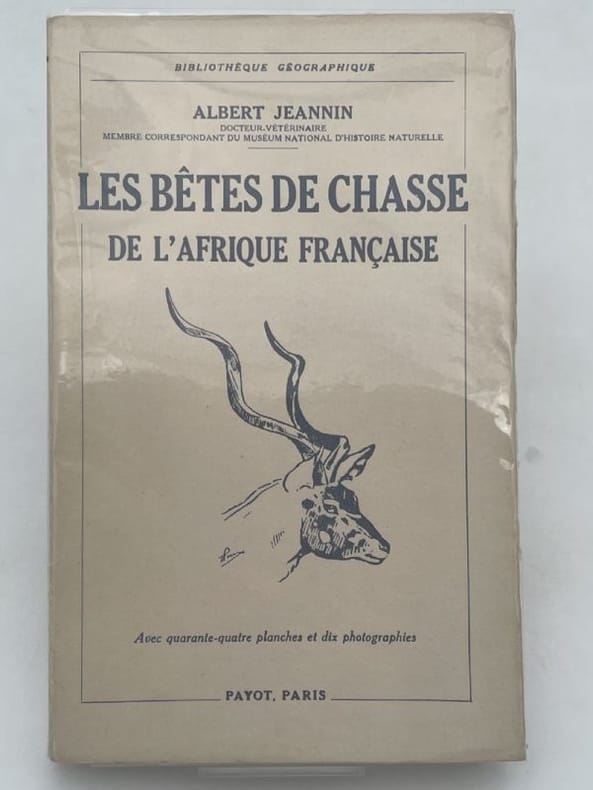 BIBLIOTHÈQUE GÉOGRAPHIQUE
ALBERT JEANNIN
DOCTEUR-VÉTÉRINAIRE
MEMBRE CORRESPONDANT DU MUSÉUM NATIONAL D'HISTOIRE NATURELLE
LES BÊTES DE CHASSE
DE L'AFRIQUE FRANÇAISE
Avec quarante-quatre planches et dix photographies
PAYOT, PARIS